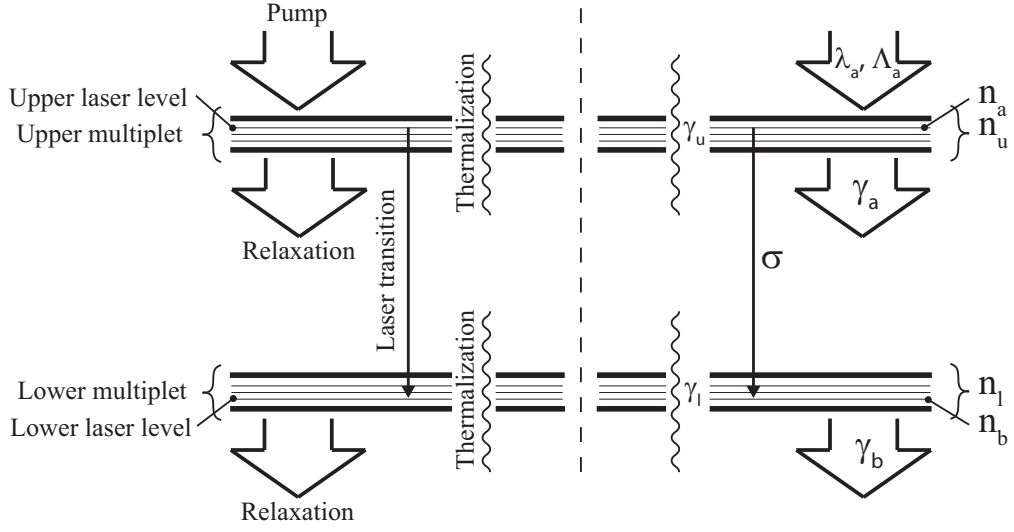 Pump
λa, Λa
Upper laser level
Upper multiplet
Thermalization
γu
na
nu
Relaxation
γa
Laser transition
σ
Lower multiplet
Lower laser level
Thermalization
γl
nl
nb
Relaxation
γb